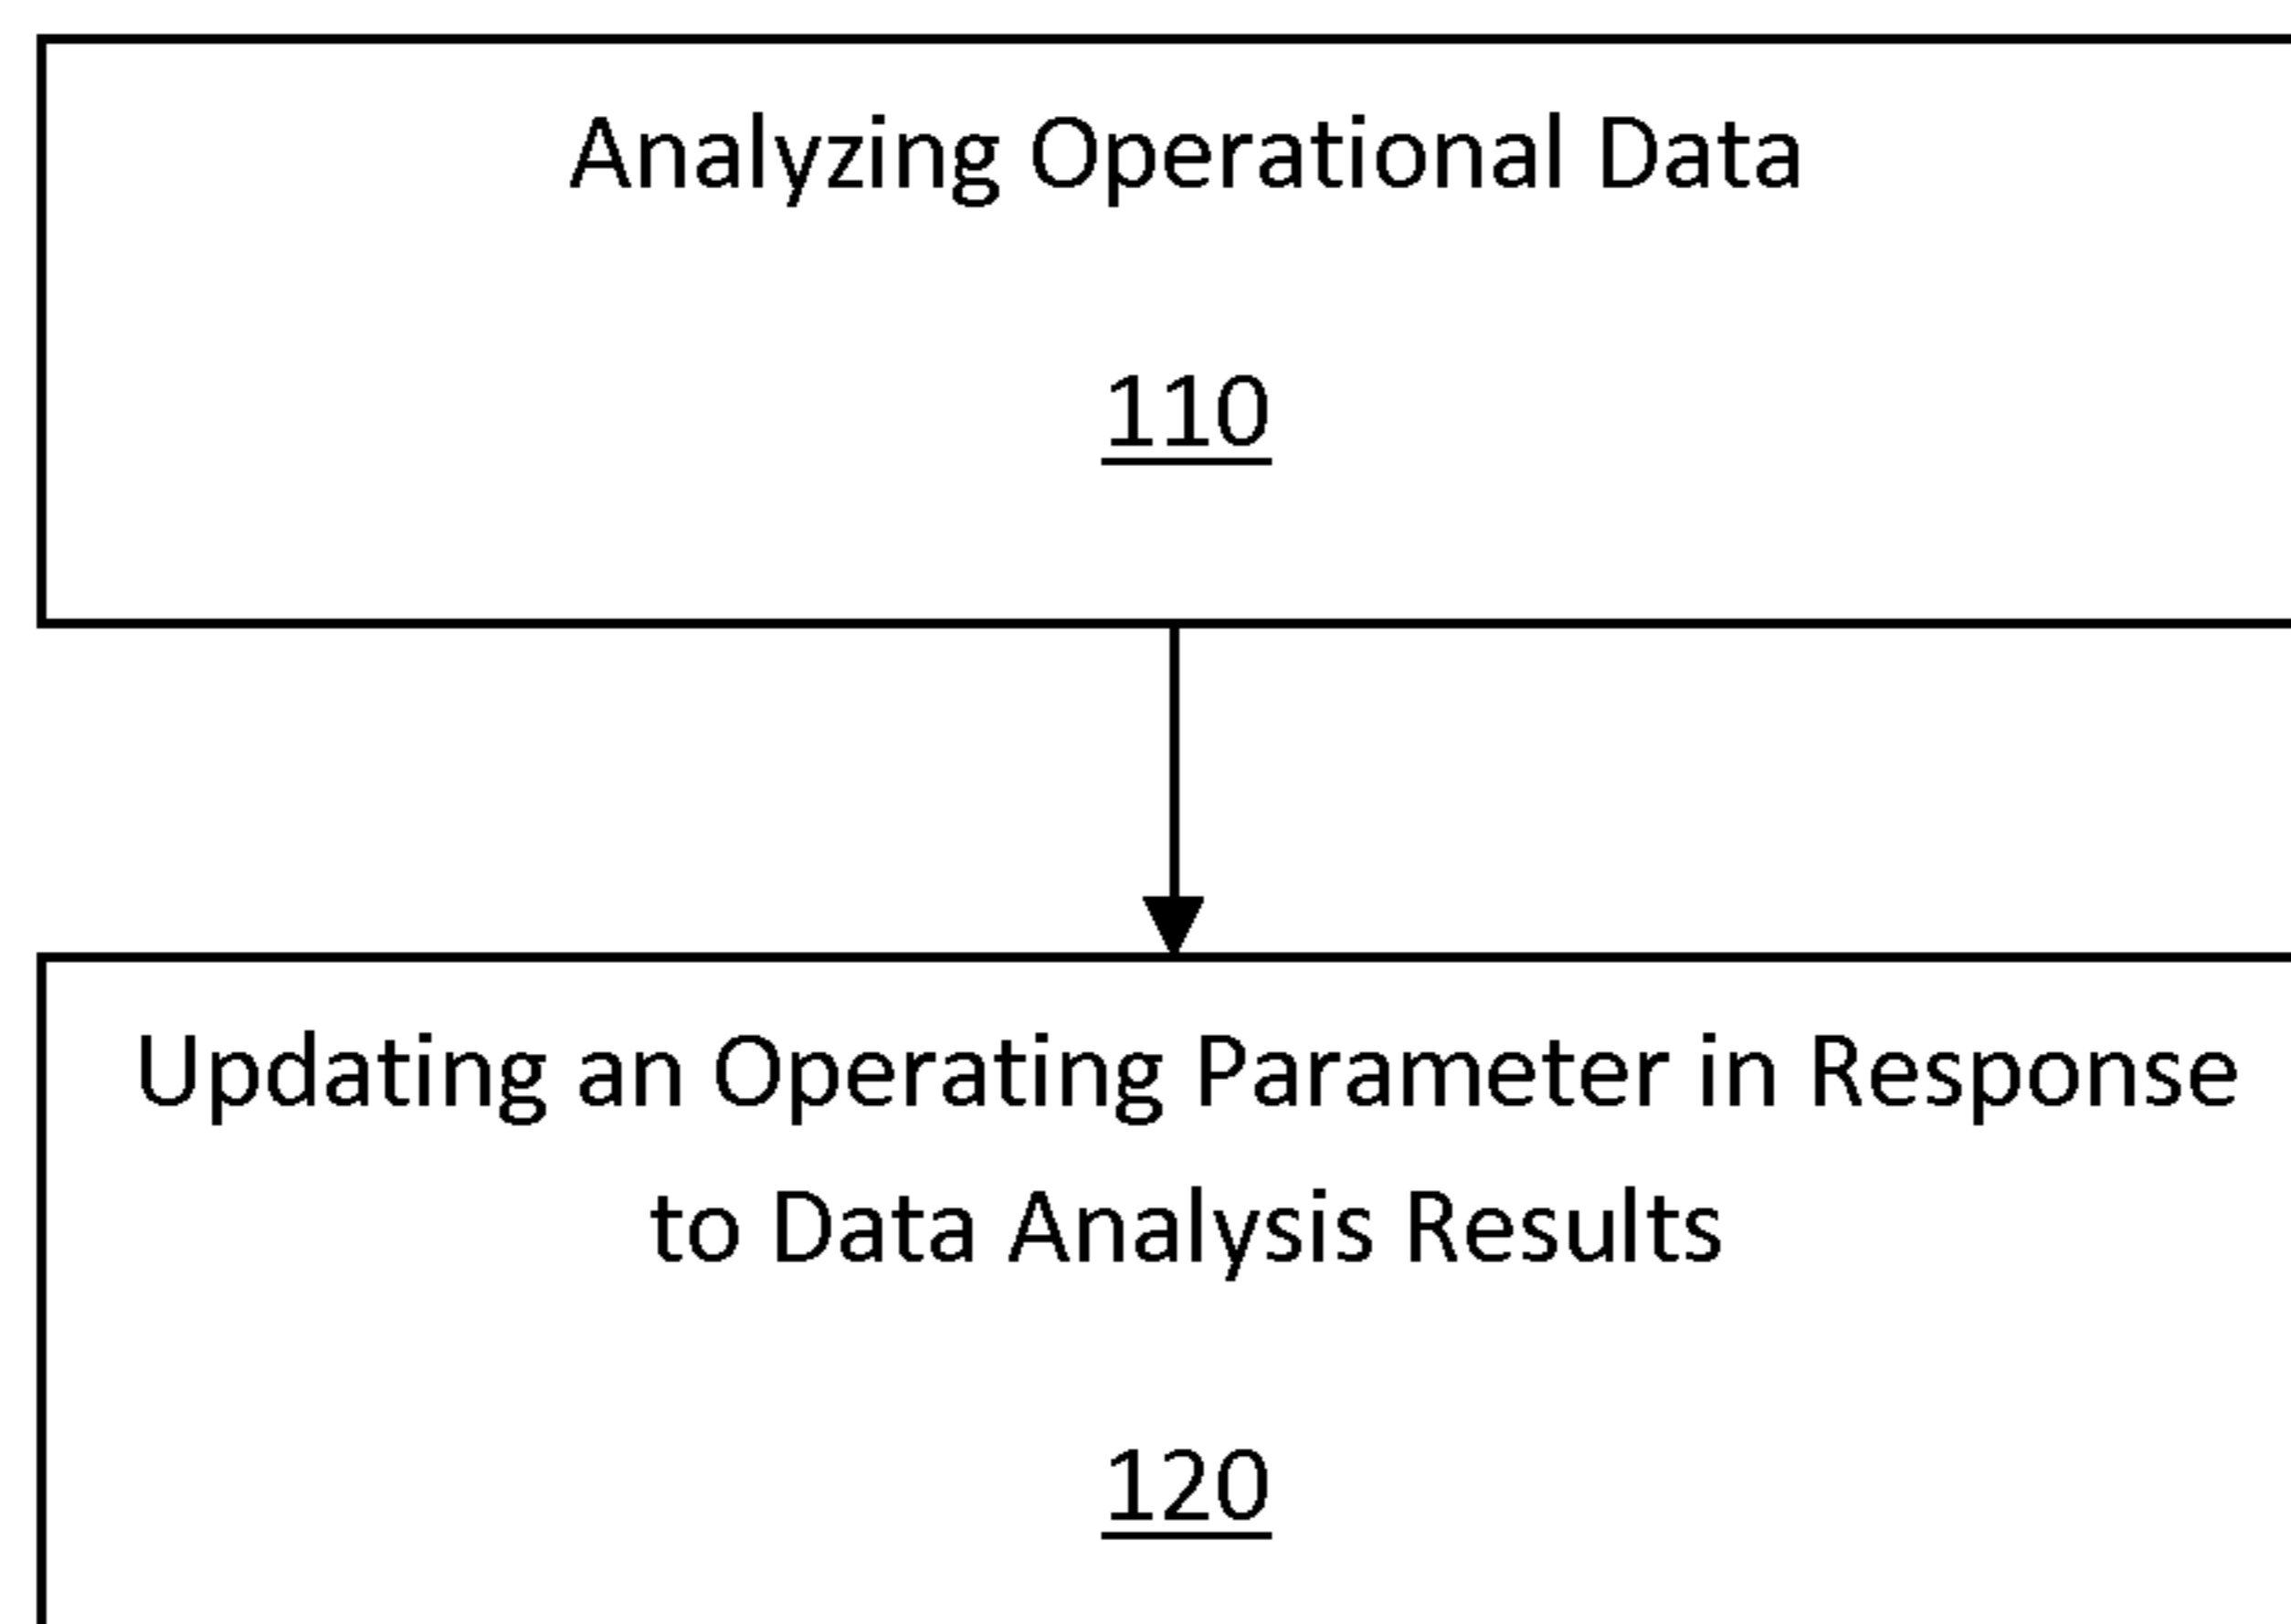 Analyzing Operational Data
110
Updating an Operating Parameter in Response
to Data Analysis Results
120